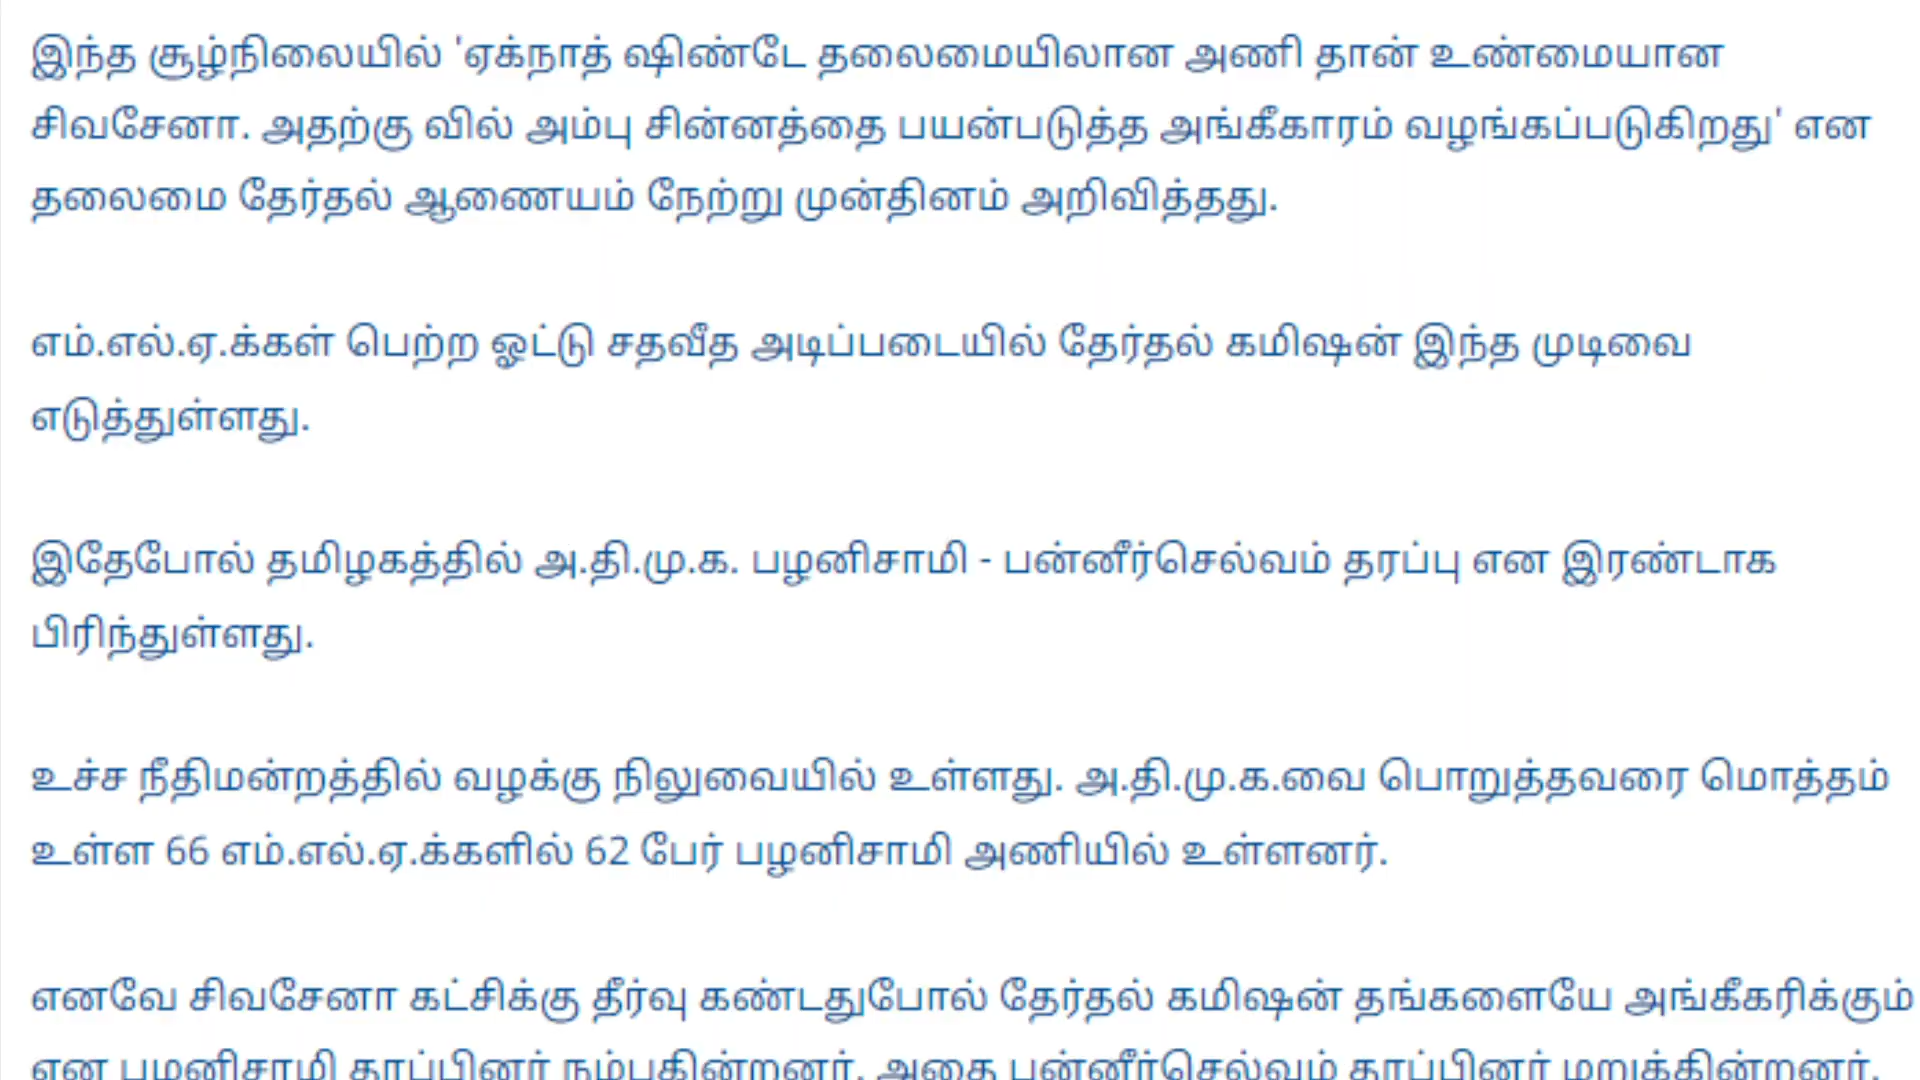 இந்த சூழ்நிலையில் 'ஏக்நாத் ஷிண்டே தலைமையிலான அணி தான் உண்மையான
சிவசேனா. அதற்கு வில் அம்பு சின்னத்தை பயன்படுத்த அங்கீகாரம் வழங்கப்படுகிறது' என
தலைமை தேர்தல் ஆணையம் நேற்று முன்தினம் அறிவித்தது.
எம்.எல்.ஏ.க்கள் பெற்ற ஓட்டு சதவீத அடிப்படையில் தேர்தல் கமிஷன் இந்த முடிவை
எடுத்துள்ளது.
இதேபோல் தமிழகத்தில் அ.தி.மு.க. பழனிசாமி - பன்னீர்செல்வம் தரப்பு என இரண்டாக
பிரிந்துள்ளது.
உச்ச நீதிமன்றத்தில் வழக்கு நிலுவையில் உள்ளது. அ.தி.மு.க.வை பொறுத்தவரை மொத்தம்
உள்ள 66 எம்.எல்.ஏ.க்களில் 62 பேர் பழனிசாமி அணியில் உள்ளனர்.
எனவே சிவசேனா கட்சிக்கு தீர்வு கண்டதுபோல் தேர்தல் கமிஷன் தங்களையே அங்கீகரிக்கும்
என பழனிசாமி தரப்பினர் நம்புகின்றனர். அதை பன்னீர்செல்வம் தரப்பினர் மறுக்கின்றனர்.